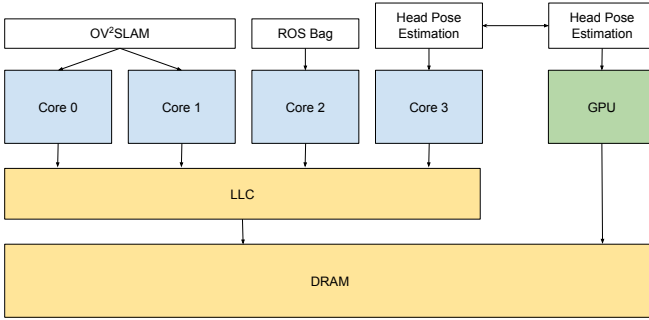 OV²SLAM
ROS Bag
Head Pose
Estimation
Head Pose
Estimation
Core 0
Core 1
Core 2
Core 3
GPU
LLC
DRAM